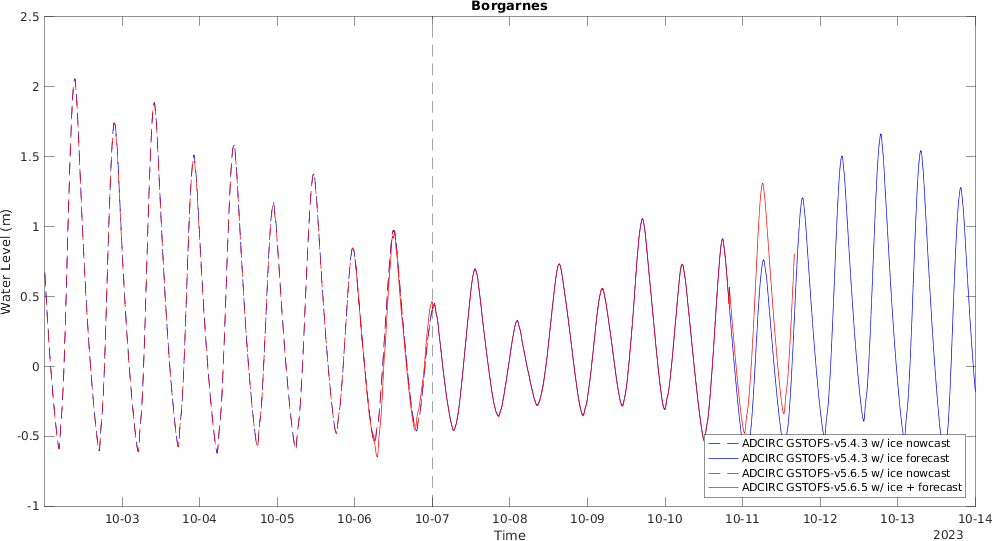 Borgarnes
2.5
2
1.5
1
0.5
0
-0.5
-1
Water Level (m)
10-03 10-04 10-05 10-06 10-07 10-08 10-09 10-10 10-11 10-12 10-13 10-14
Time
2023
ADCIRC GSTOFS-v5.4.3 w/ ice nowcast
ADCIRC GSTOFS-v5.4.3 w/ ice forecast
ADCIRC GSTOFS-v5.6.5 w/ ice nowcast
ADCIRC GSTOFS-v5.6.5 w/ ice + forecast